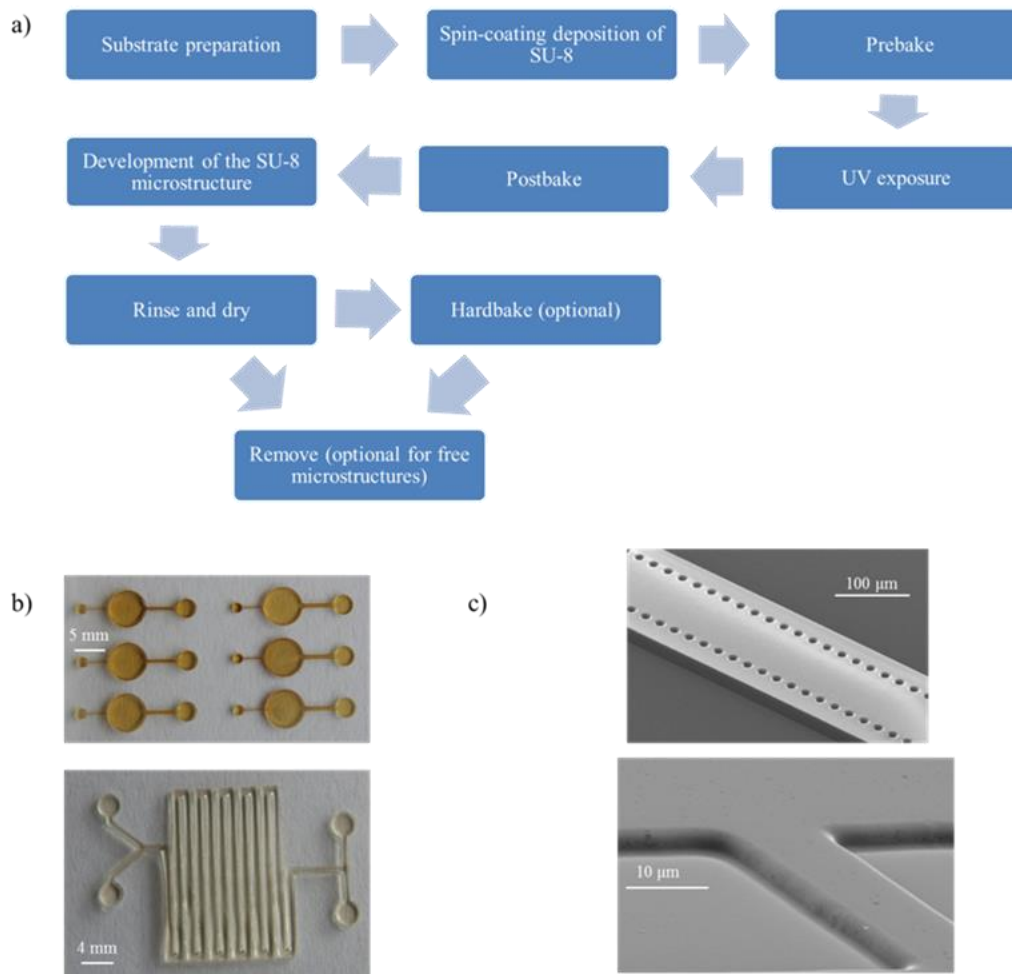 a)
Substrate preparation
Spin-coating deposition of
SU-8
Prebake
Development of the SU-8
microstructure
Postbake
UV exposure
Rinse and dry
Hardbake (optional)
Remove (optional for free
microstructures)
b)
5 mm
4 mm
c)
100 μm
10 μm